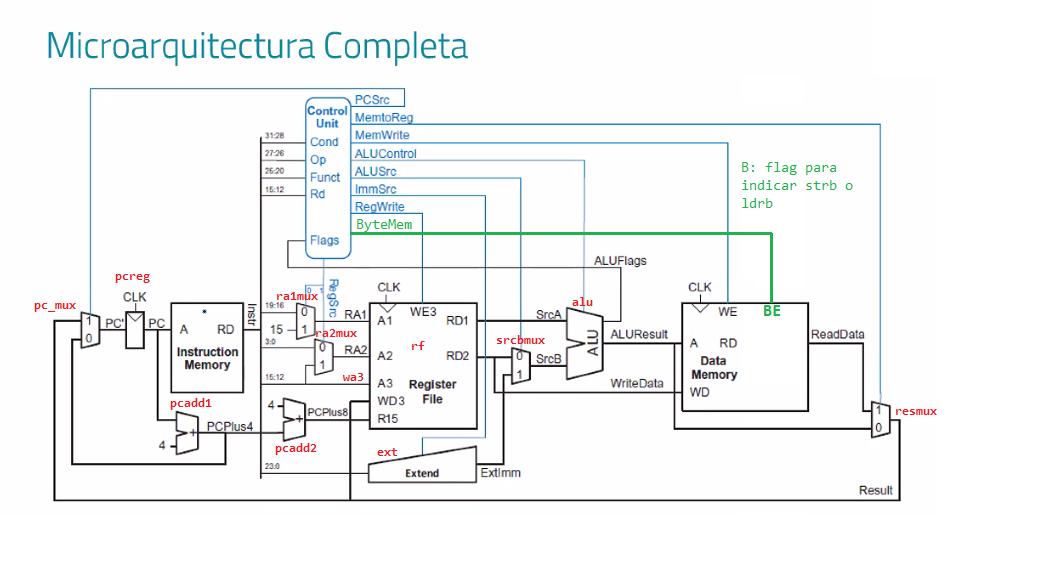 Microarquitectura Completa
PCSrc
Control
Unit
MemtoReg
31:28
Cond
MemWrite
27:26
Op
ALUControl
25:20
Funct
ALUSrc
15:12
Rd
ImmSrc
RegWrite
ByteMem
Flags
B: flag para
indicar strb o
ldrb
ALUFlags
pcreg
CLK
pc_mux
1
0
PC'
PC
A
RD
*
Instruction
Memory
Instr
RegSrc
0
1
ra1mux
19:16
0
15
1
RA1
ra2mux
3:0
0
1
RA2
15:12
wa3
CLK
WE3
A1
RD1
A2
rf
RD2
A3
Register
File
WD3
R15
SrcA
alu
ALU
srcbmux
0
1
SrcB
ALUResult
WriteData
CLK
WE
BE
A
RD
Data
Memory
WD
ReadData
1
0
resmux
pcadd1
4
+
PCPlus4
4
+
PCPlus8
pcadd2
ext
23:0
Extend
ExtImm
Result